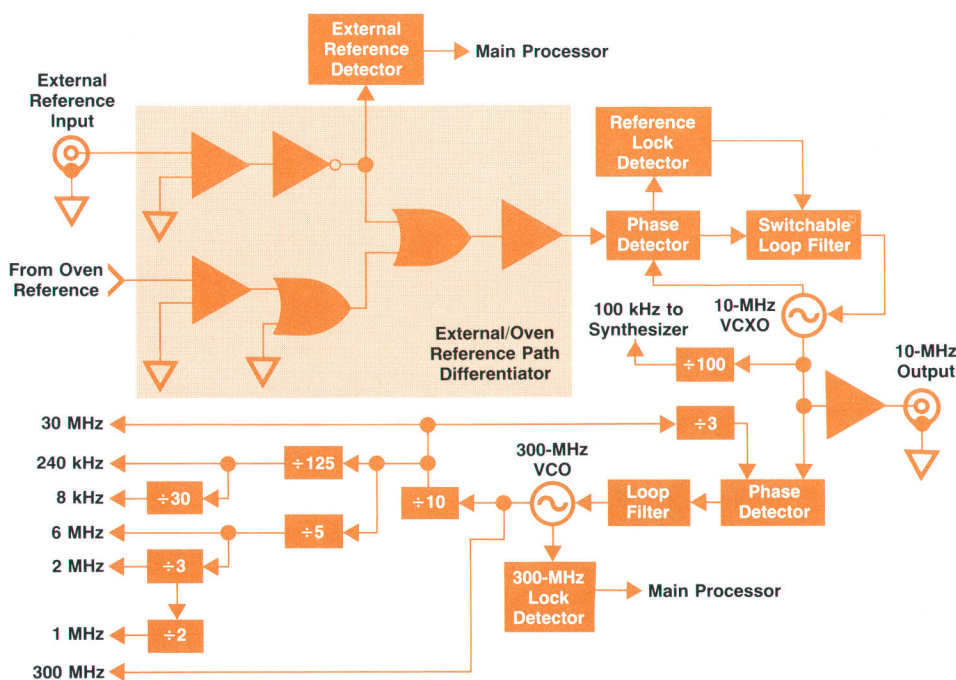 External
Reference
Detector
Main Processor
External
Reference
Input
Reference
Lock
Detector
Phase
Detector
Switchable
Loop Filter
From Oven
Reference
External/Oven
Reference Path
Differentiator
100 kHz to
Synthesizer
10-MHz
VCXO
10-MHz
Output
÷100
30 MHz
÷3
240 kHz
÷125
300-MHz
VCO
8 kHz
÷30
÷10
Loop
Filter
Phase
Detector
6 MHz
÷5
2 MHz
÷3
300-MHz
Lock
Detector
Main Processor
1 MHz
÷2
300 MHz